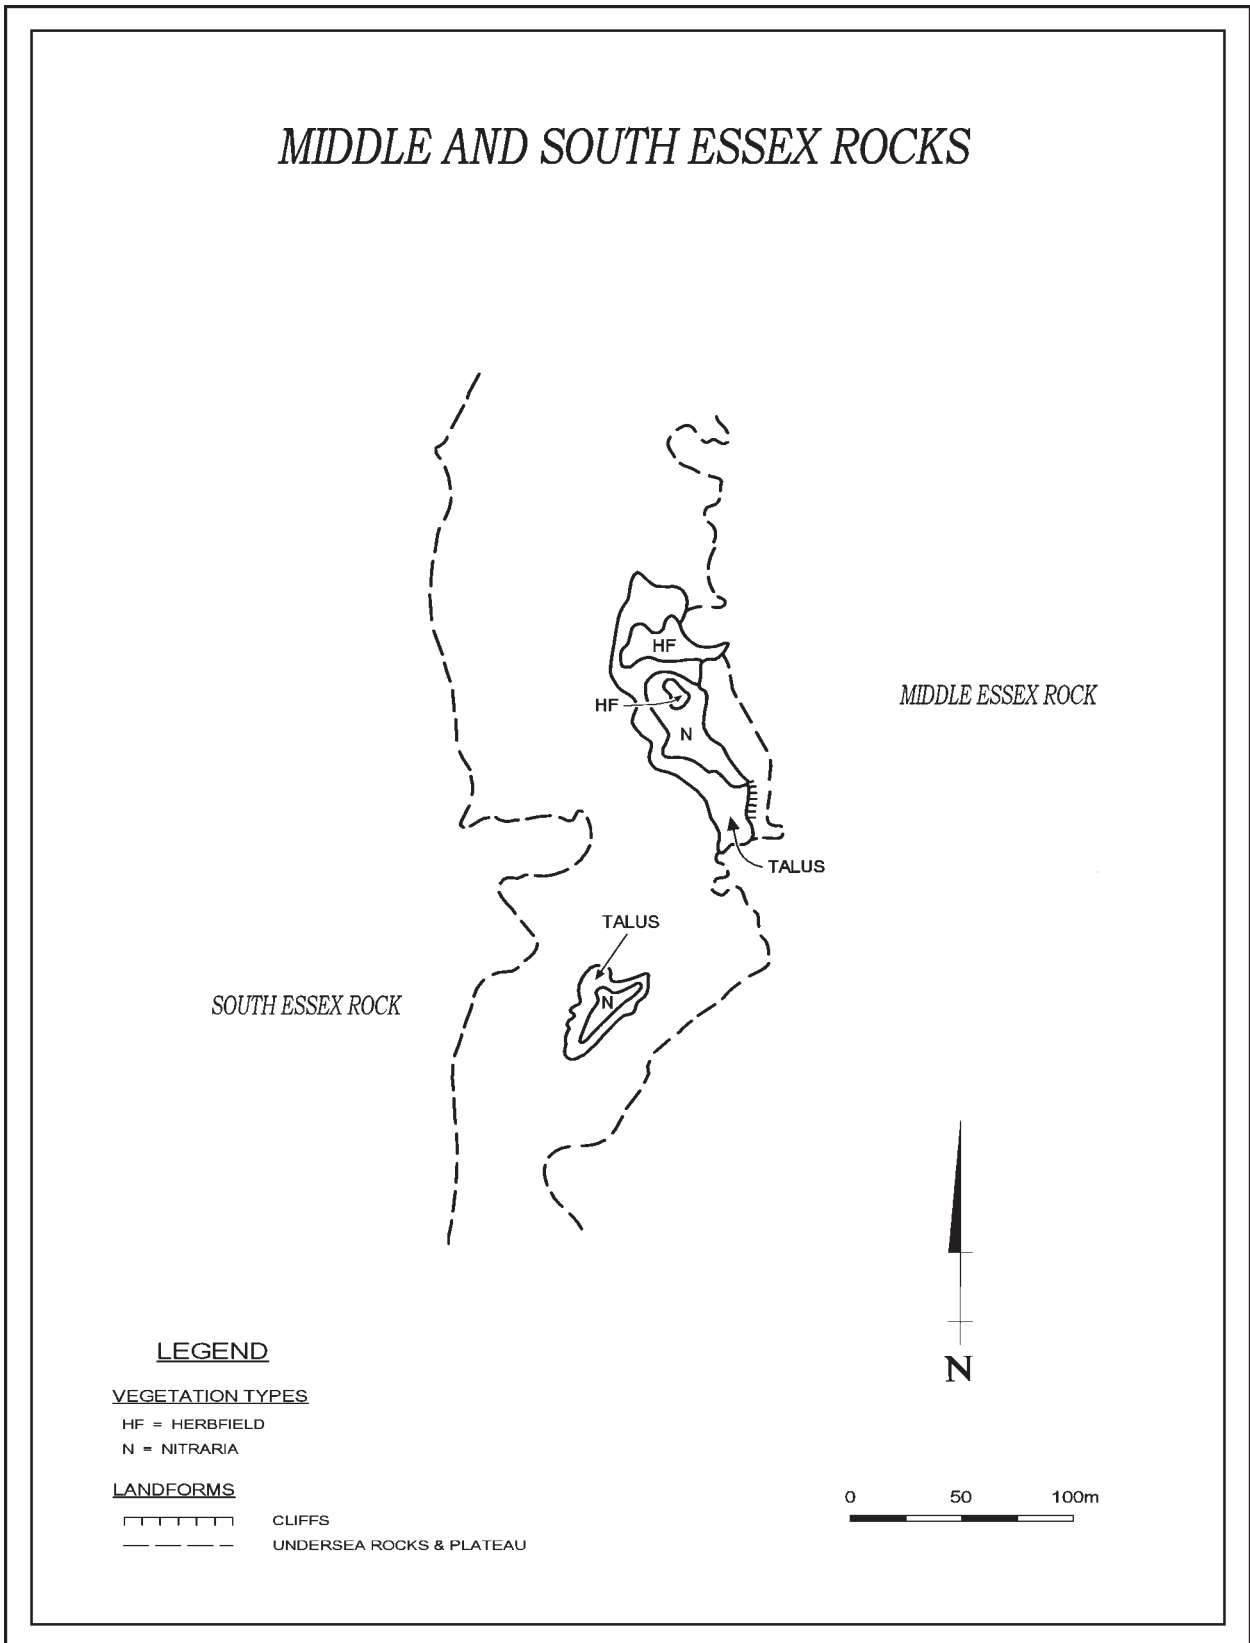 MIDDLE AND SOUTH ESSEX ROCKS
HF
MIDDLE ESSEX ROCK
HF
N
TALUS
TALUS
SOUTH ESSEX ROCK
N
N
LEGEND
VEGETATION TYPES
HF = HERBFIELD
N = NITRARIA
LANDFORMS
CLIFFS
UNDERSEA ROCKS & PLATEAU
0 50 100m